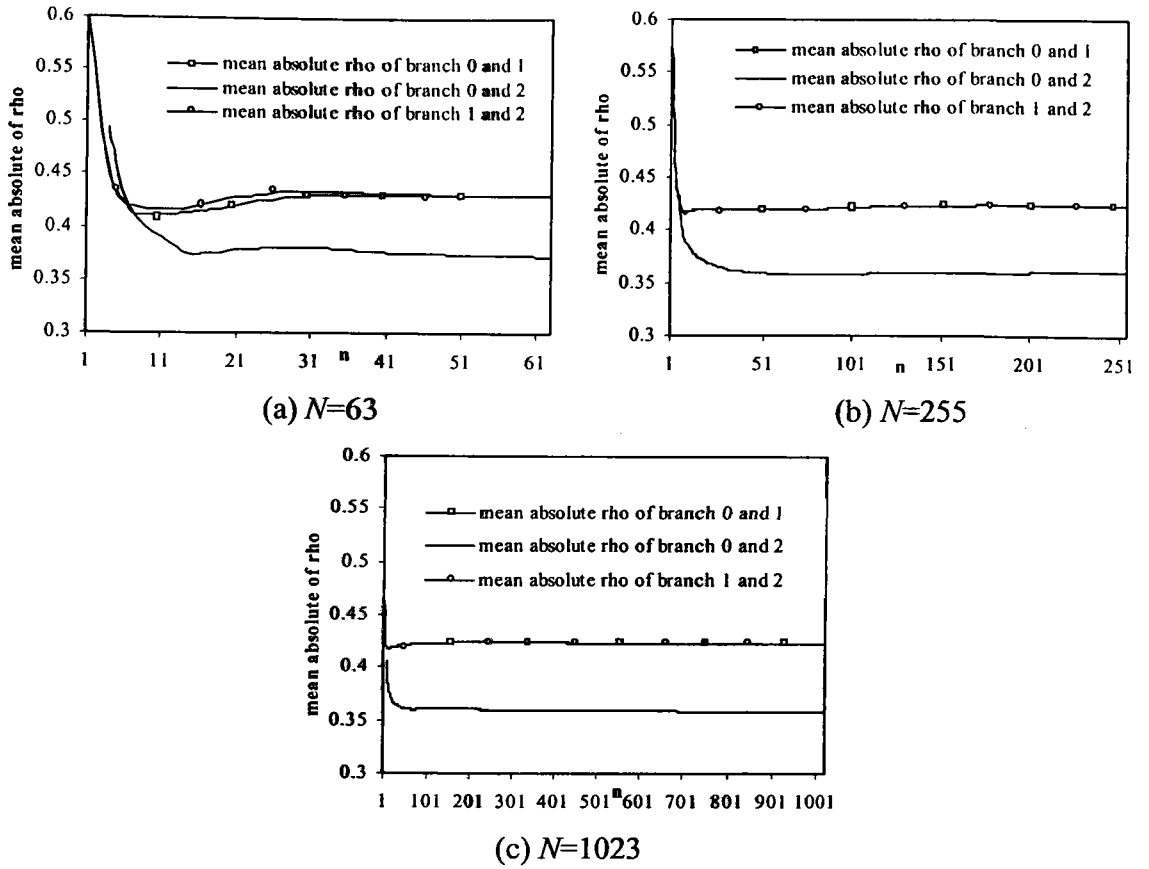 0.6
0.55
0.5
0.45
0.4
0.35
0.3
mean absolute of rho
mean absolute rho of branch 0 and 1
mean absolute rho of branch 0 and 2
mean absolute rho of branch 1 and 2
1 11 21 31 n 41 51 61
(a) N=63
0.6
0.55
0.5
0.45
0.4
0.35
0.3
mean absolute of rho
mean absolute rho of branch 0 and 1
mean absolute rho of branch 0 and 2
mean absolute rho of branch 1 and 2
1 51 101 n 151 201 251
(b) N=255
0.6
0.55
0.5
0.45
0.4
0.35
0.3
mean absolute of rho
mean absolute rho of branch 0 and 1
mean absolute rho of branch 0 and 2
mean absolute rho of branch 1 and 2
1 101 201 301 401 501 n 601 701 801 901 1001
(c) N=1023